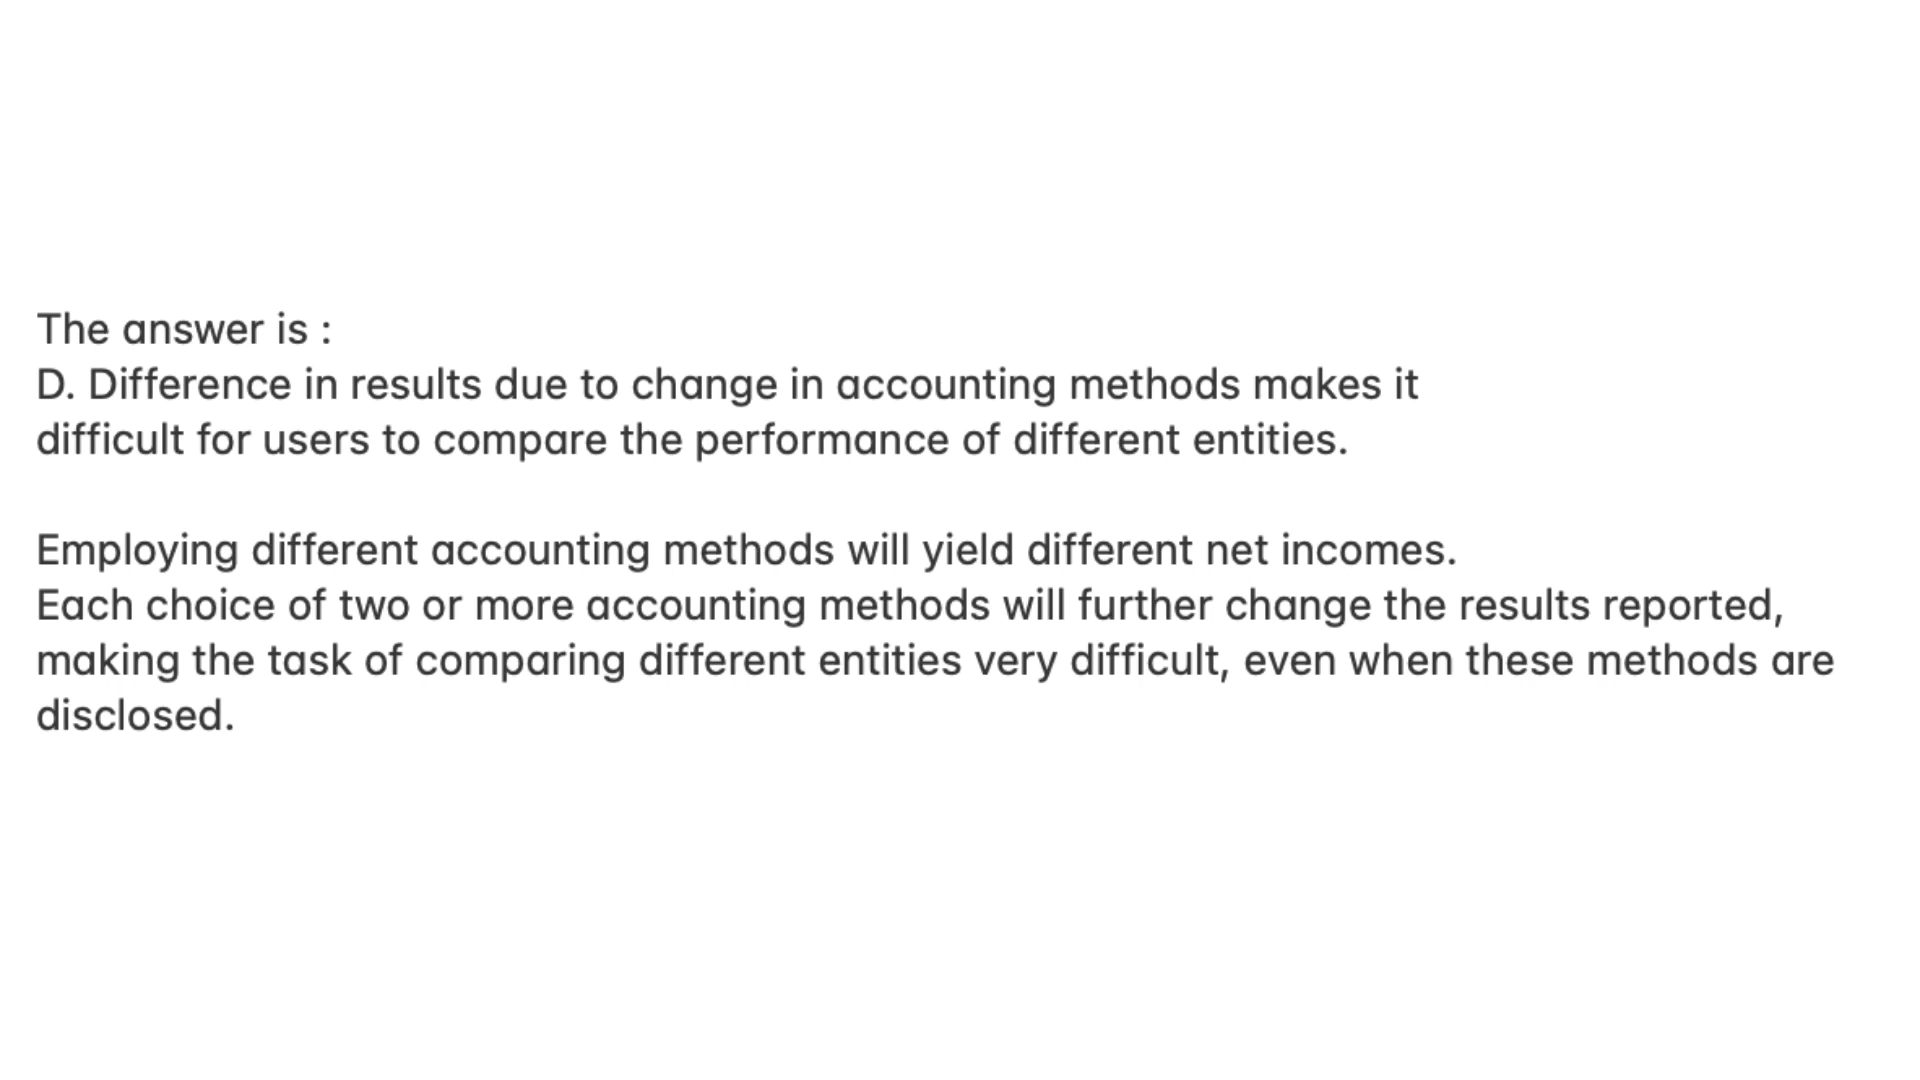 The answer is :
D. Difference in results due to change in accounting methods makes it
difficult for users to compare the performance of different entities.
Employing different accounting methods will yield different net incomes.
Each choice of two or more accounting methods will further change the results reported,
making the task of comparing different entities very difficult, even when these methods are
disclosed.